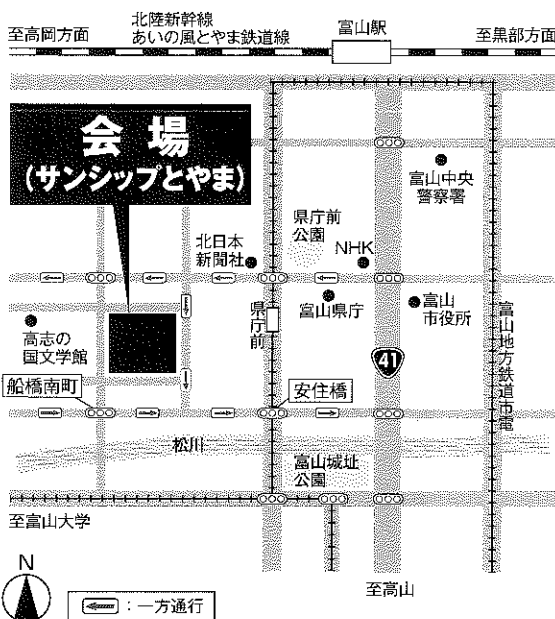 至高岡方面
北陸新幹線
あいの風とやま鉄道線
富山駅
至黒部方面
会場
(サンシップとやま)
富山中央
警察署
県庁前
公園
北日本
新聞社
NHK
県庁前
富山県庁
富山
市役所
富山地方鉄道市電
高志の
国文学館
41
船橋南町
安住橋
松川
富山城址
公園
至富山大学
至高山
N
：一方通行